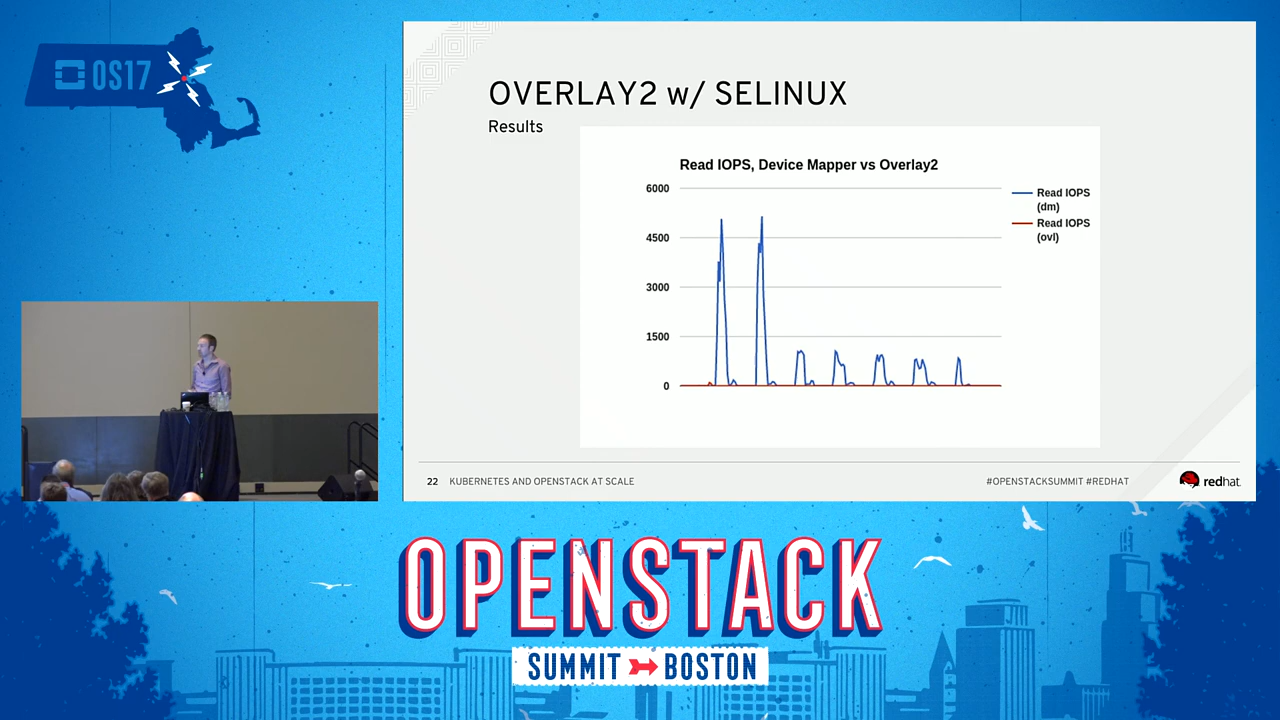 OS17
OVERLAY2 w/ SELINUX
Results
Read IOPS, Device Mapper vs Overlay2
6000
4500
3000
1500
0
Read IOPS
(dm)
Read IOPS
(ovl)
22 KUBERNETES AND OPENSTACK AT SCALE
#OPENSTACKSUMMIT #REDHAT
redhat.
OPENSTACK
SUMMIT BOSTON